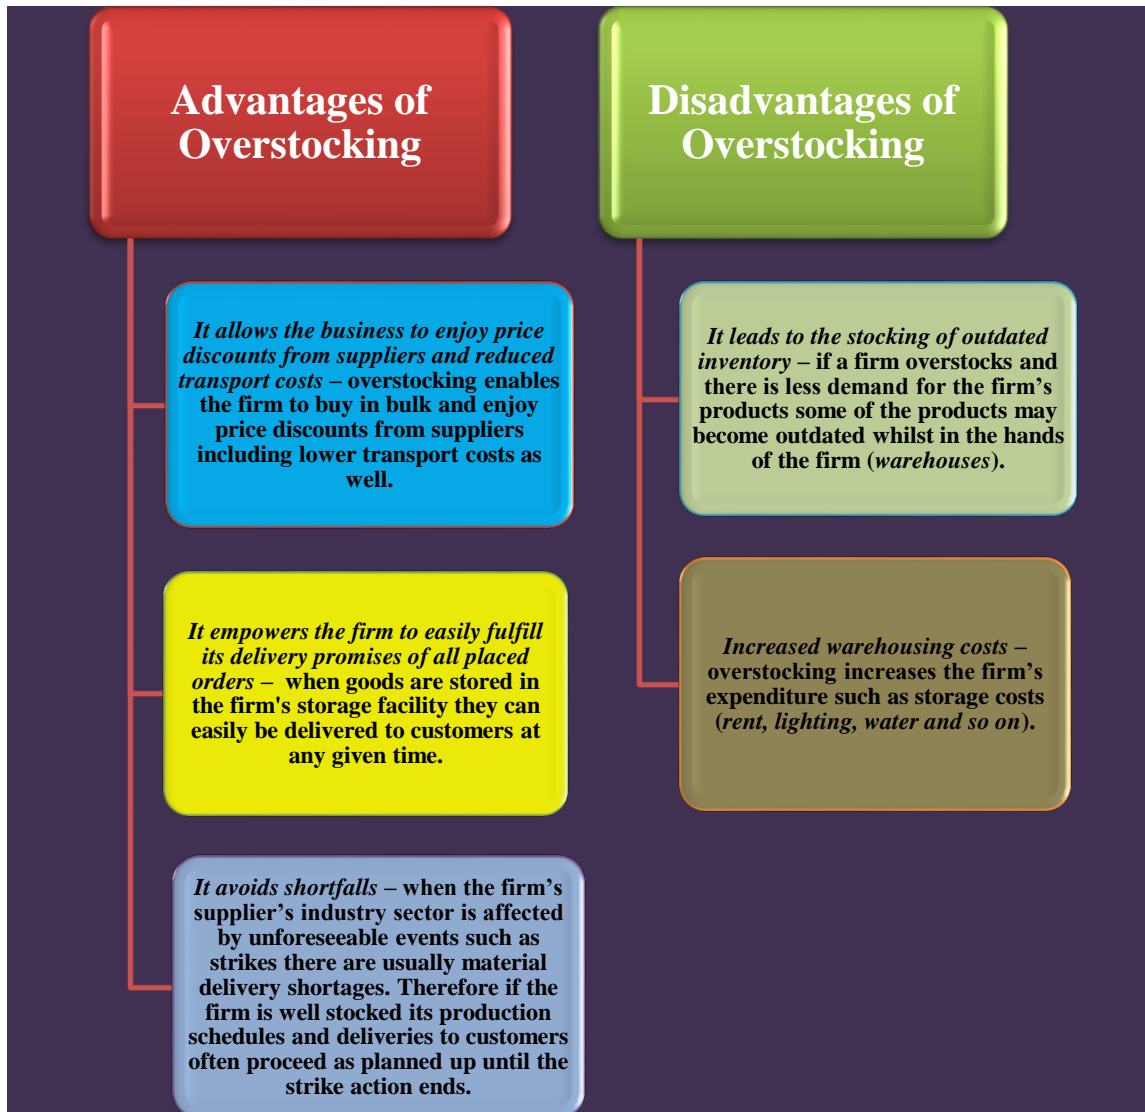 Advantages of
Overstocking
It allows the business to enjoy price
discounts from suppliers and reduced
transport costs – overstocking enables
the firm to buy in bulk and enjoy
price discounts from suppliers
including lower transport costs as
well.
It empowers the firm to easily fulfill
its delivery promises of all placed
orders – when goods are stored in
the firm's storage facility they can
easily be delivered to customers at
any given time.
It avoids shortfalls – when the firm’s
supplier’s industry sector is affected
by unforeseeable events such as
strikes there are usually material
delivery shortages. Therefore if the
firm is well stocked its production
schedules and deliveries to customers
often proceed as planned up until the
strike action ends.
Disadvantages of
Overstocking
It leads to the stocking of outdated
inventory – if a firm overstocks and
there is less demand for the firm’s
products some of the products may
become outdated whilst in the hands
of the firm (warehouses).
Increased warehousing costs –
overstocking increases the firm’s
expenditure such as storage costs
(rent, lighting, water and so on).